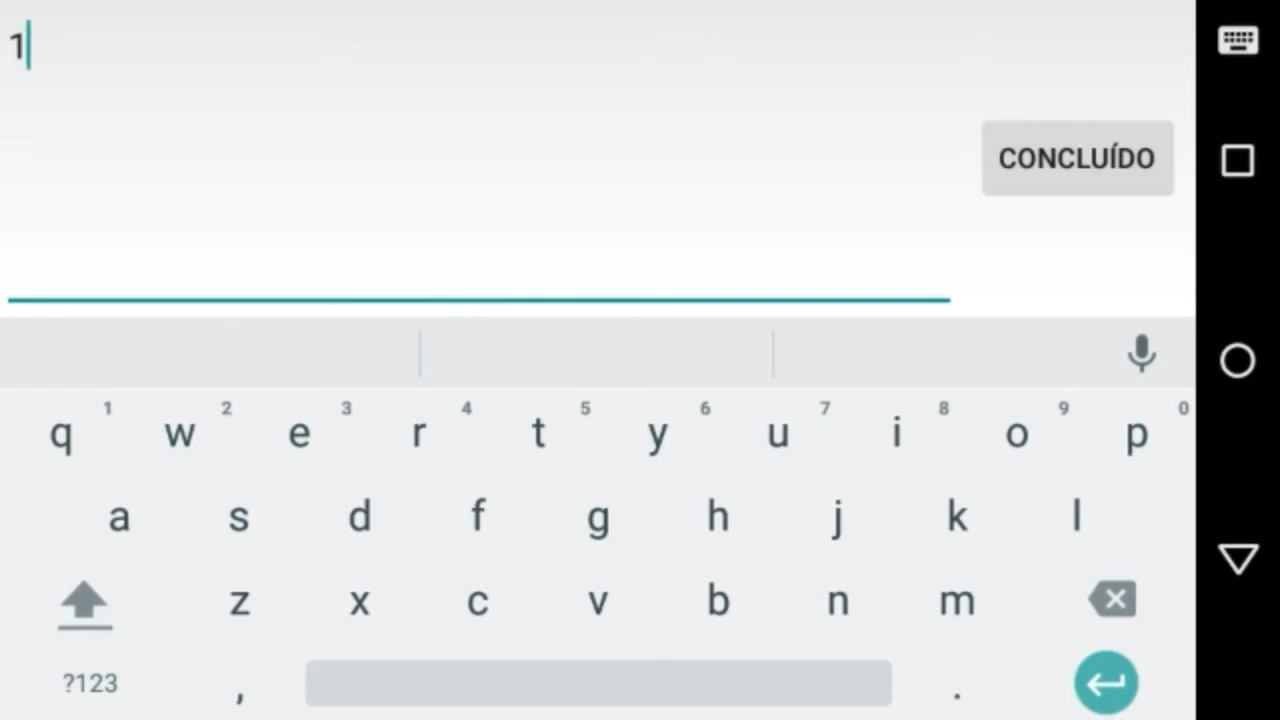 1
CONCLUÍDO
1 2 3 4 5 6 7 8 9 0
q w e r t y u i o p
a s d f g h j k l
z x c v b n m
?123 , .